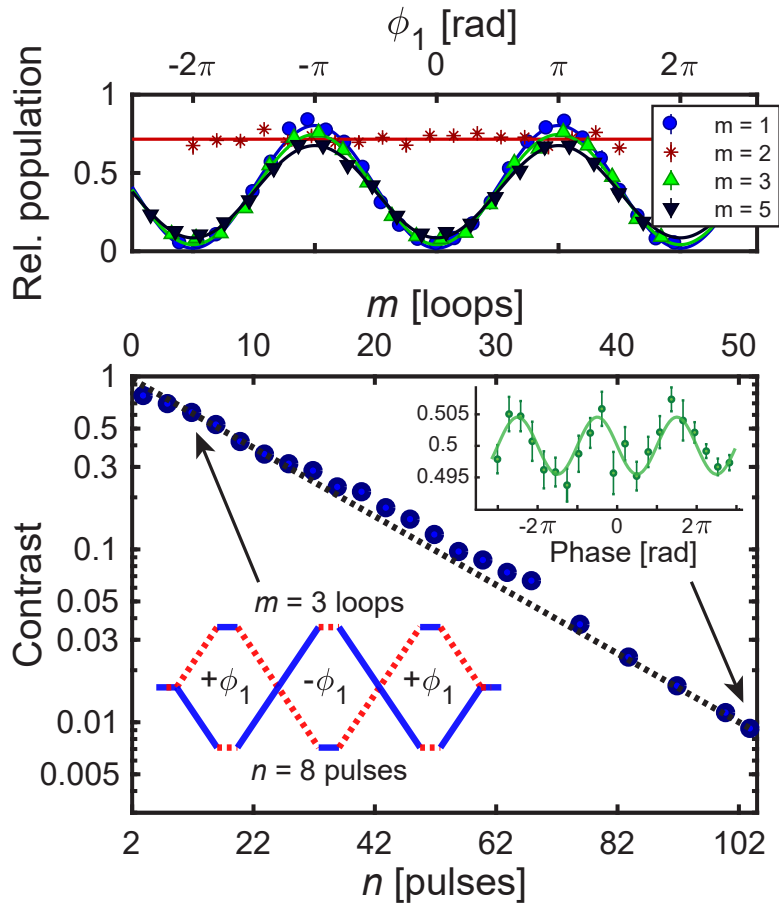 ϕ₁ [rad]
-2π -π 0 π 2π
Rel. population
1
0.5
0
m = 1
m = 2
m = 3
m = 5
m [loops]
0 10 20 30 40 50
Contrast
1
0.5
0.3
0.1
0.05
0.03
0.01
0.005
0.505
0.5
0.495
-2π 0 2π
Phase [rad]
m = 3 loops
+ϕ₁ -ϕ₁ +ϕ₁
n = 8 pulses
2 22 42 62 82 102
n [pulses]